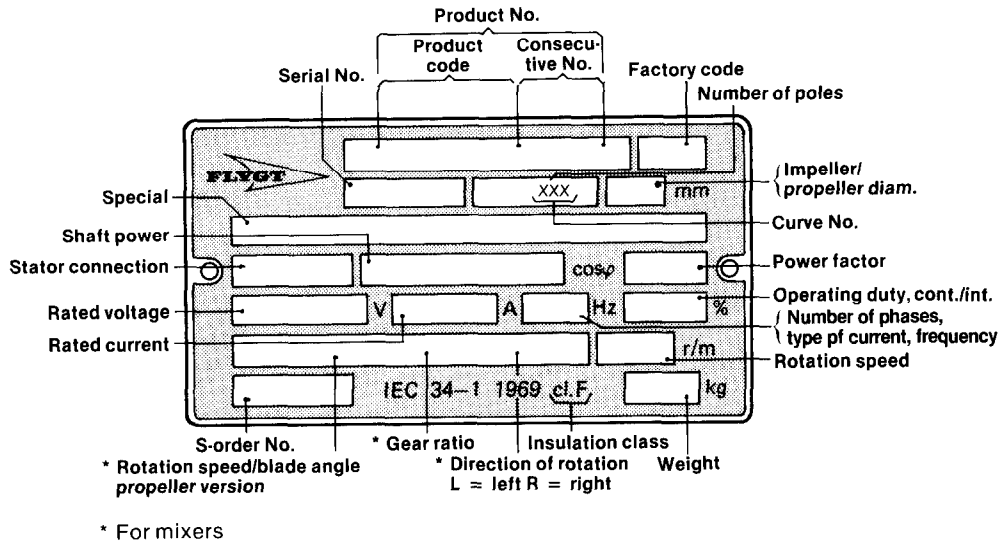 Product No.
Product code
Consecu-
tive No.
Serial No.
Factory code
Number of poles
FLYGT
XXX
mm
Impeller/
propeller diam.
Special
Curve No.
Shaft power
Stator connection
cosφ
Power factor
Rated voltage
V
A
Hz
%
Operating duty, cont./int.
Number of phases,
type pf current, frequency
Rated current
r/m
Rotation speed
IEC 34-1 1969 cl.F
kg
S-order No.
* Gear ratio
Insulation class
* Rotation speed/blade angle
propeller version
* Direction of rotation
L = left R = right
Weight
* For mixers